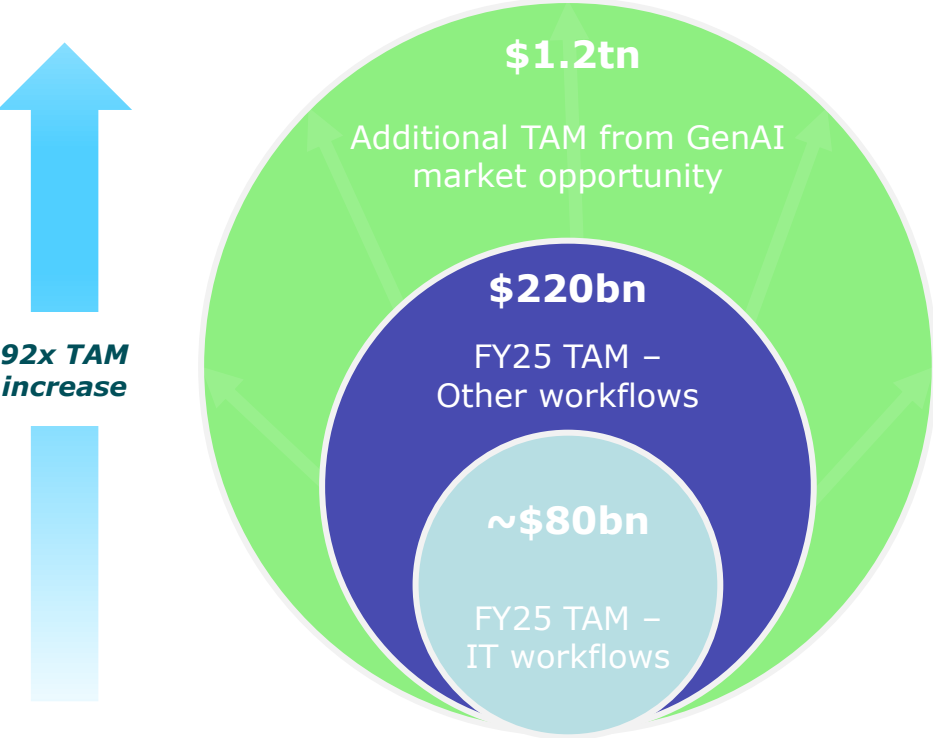 $1.2tn
Additional TAM from GenAI
market opportunity
$220bn
FY25 TAM –
Other workflows
92x TAM
increase
~$80bn
FY25 TAM –
IT workflows